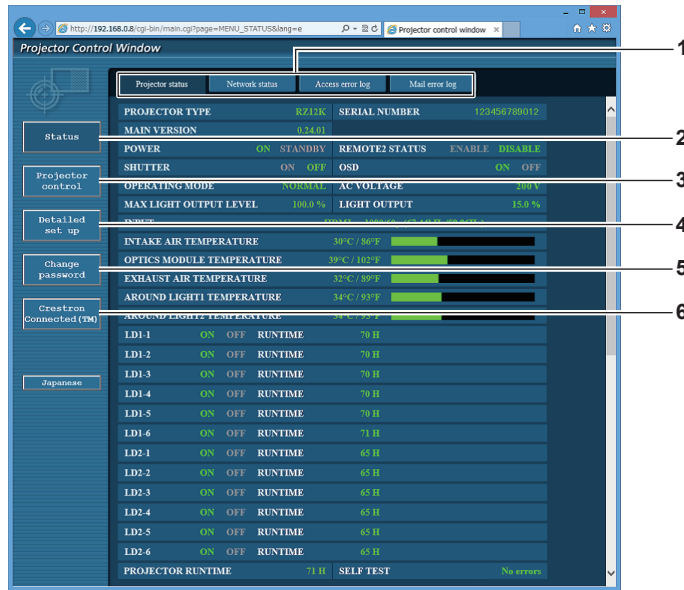 http://192.168.0.8/cgi-bin/main.cgi?page=MENU_STATUS&lang=e
Projector control window
Projector Control Window
1
Projector status Network status Access error log Mail error log
PROJECTOR TYPE RZ12K SERIAL NUMBER 123456789012
MAIN VERSION 0.24.01
Status
2
POWER ON STANDBY REMOTE2 STATUS ENABLE DISABLE
SHUTTER ON OFF OSD ON OFF
Projector control
3
OPERATING MODE NORMAL AC VOLTAGE 200 V
MAX LIGHT OUTPUT LEVEL 100.0 % LIGHT OUTPUT 15.0 %
Detailed set up
4
INPUT
INTAKE AIR TEMPERATURE 30°C / 86°F
OPTICS MODULE TEMPERATURE 39°C / 102°F
Change password
5
EXHAUST AIR TEMPERATURE 32°C / 89°F
AROUND LIGHT1 TEMPERATURE 34°C / 93°F
Crestron Connected(TM)
6
AROUND LIGHT2 TEMPERATURE 34°C / 93°F
LD1-1 ON OFF RUNTIME 70 H
LD1-2 ON OFF RUNTIME 70 H
LD1-3 ON OFF RUNTIME 70 H
Japanese
LD1-4 ON OFF RUNTIME 70 H
LD1-5 ON OFF RUNTIME 70 H
LD1-6 ON OFF RUNTIME 71 H
LD2-1 ON OFF RUNTIME 65 H
LD2-2 ON OFF RUNTIME 65 H
LD2-3 ON OFF RUNTIME 65 H
LD2-4 ON OFF RUNTIME 65 H
LD2-5 ON OFF RUNTIME 65 H
LD2-6 ON OFF RUNTIME 65 H
PROJECTOR RUNTIME 71 H SELF TEST No errors